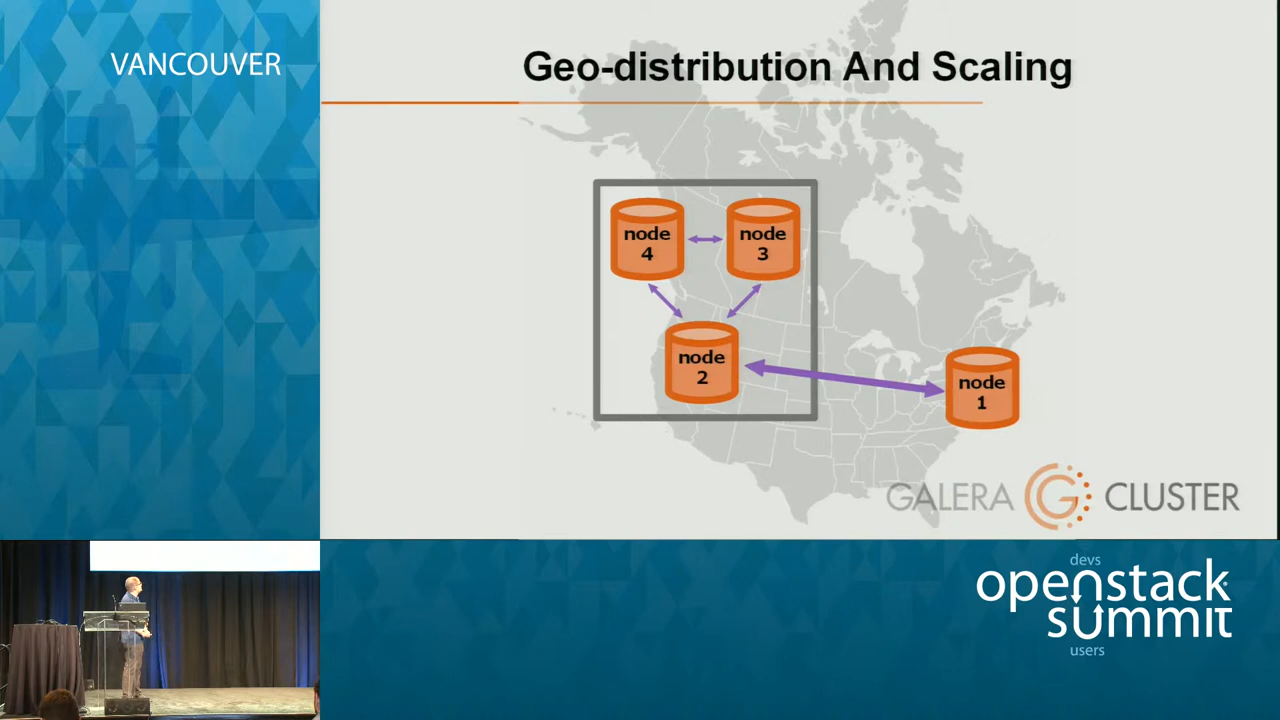 VANCOUVER
Geo-distribution And Scaling
node
4
node
3
node
2
node
1
GALERA G CLUSTER
devs
openstack
summit
users